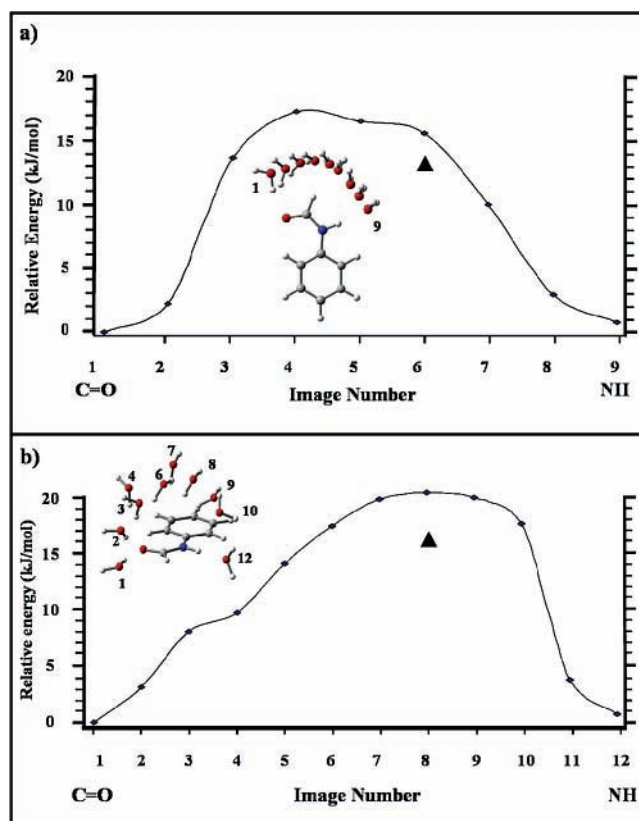 a)
20
15
10
5
0
Relative Energy (kJ/mol)
1
9
1 2 3 4 5 6 7 8 9
C=O Image Number NH
b)
20
15
10
5
0
Relative energy (kJ/mol)
7
4 6 8
3 9
10
2
12
1
1 2 3 4 5 6 7 8 9 10 11 12
C=O Image Number NH